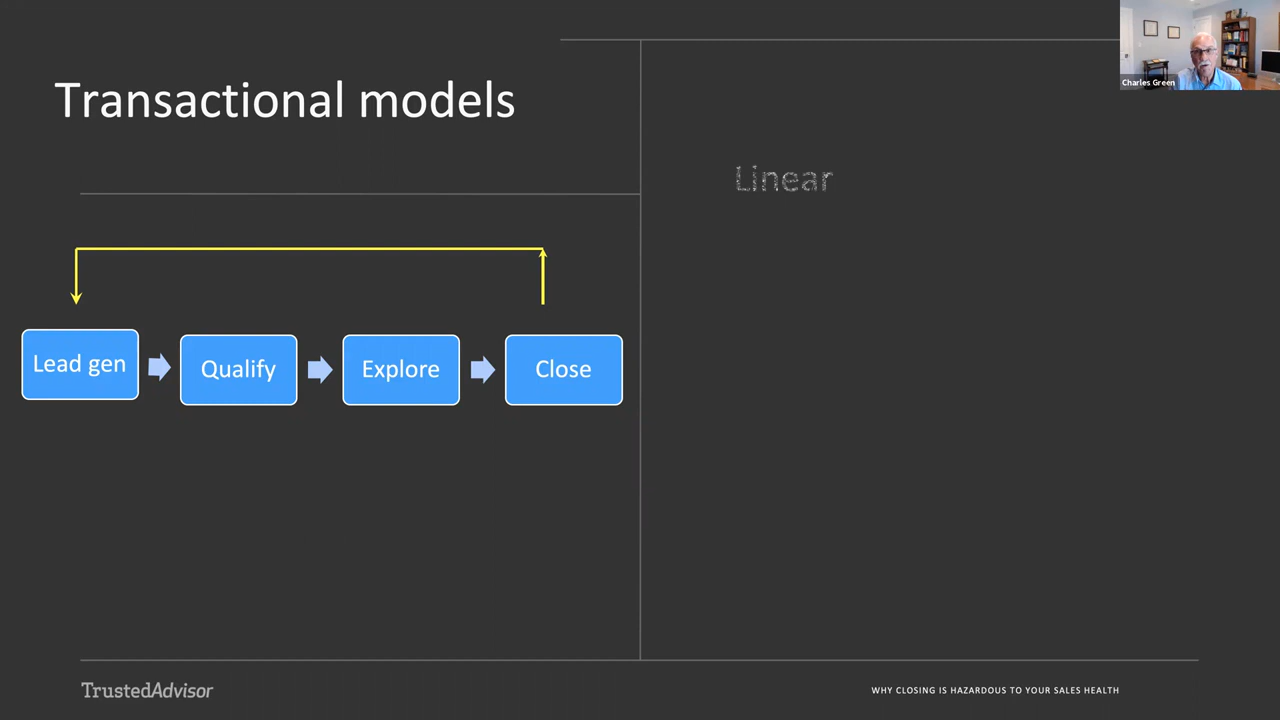 Transactional models
Linear
Lead gen
Qualify
Explore
Close
Charles Green
TrustedAdvisor
WHY CLOSING IS HAZARDOUS TO YOUR SALES HEALTH